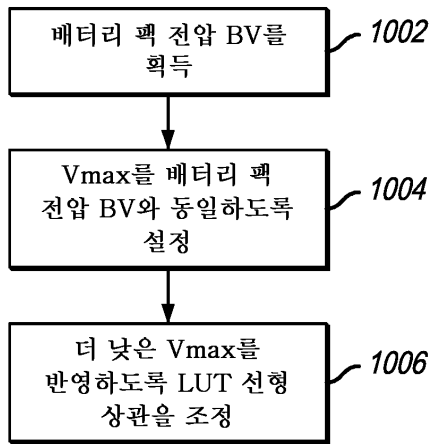 배터리 팩 전압 BV를
획득
1002
Vmax를 배터리 팩
전압 BV와 동일하도록
설정
1004
더 낮은 Vmax를
반영하도록 LUT 선형
상관을 조정
1006